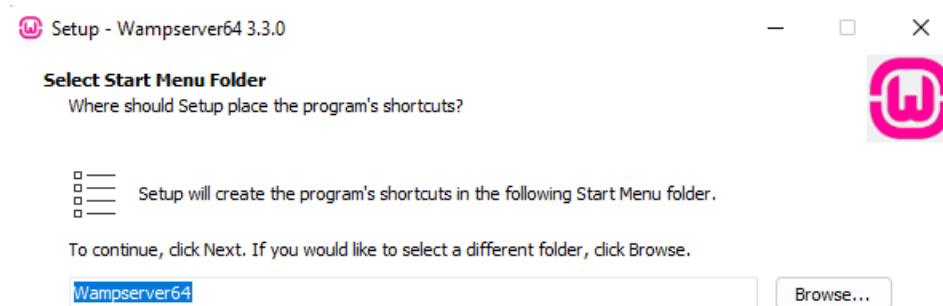 Setup - Wampserver64 3.3.0
Select Start Menu Folder
Where should Setup place the program's shortcuts?
Setup will create the program's shortcuts in the following Start Menu folder.
To continue, click Next. If you would like to select a different folder, click Browse.
Wampserver64
Browse...